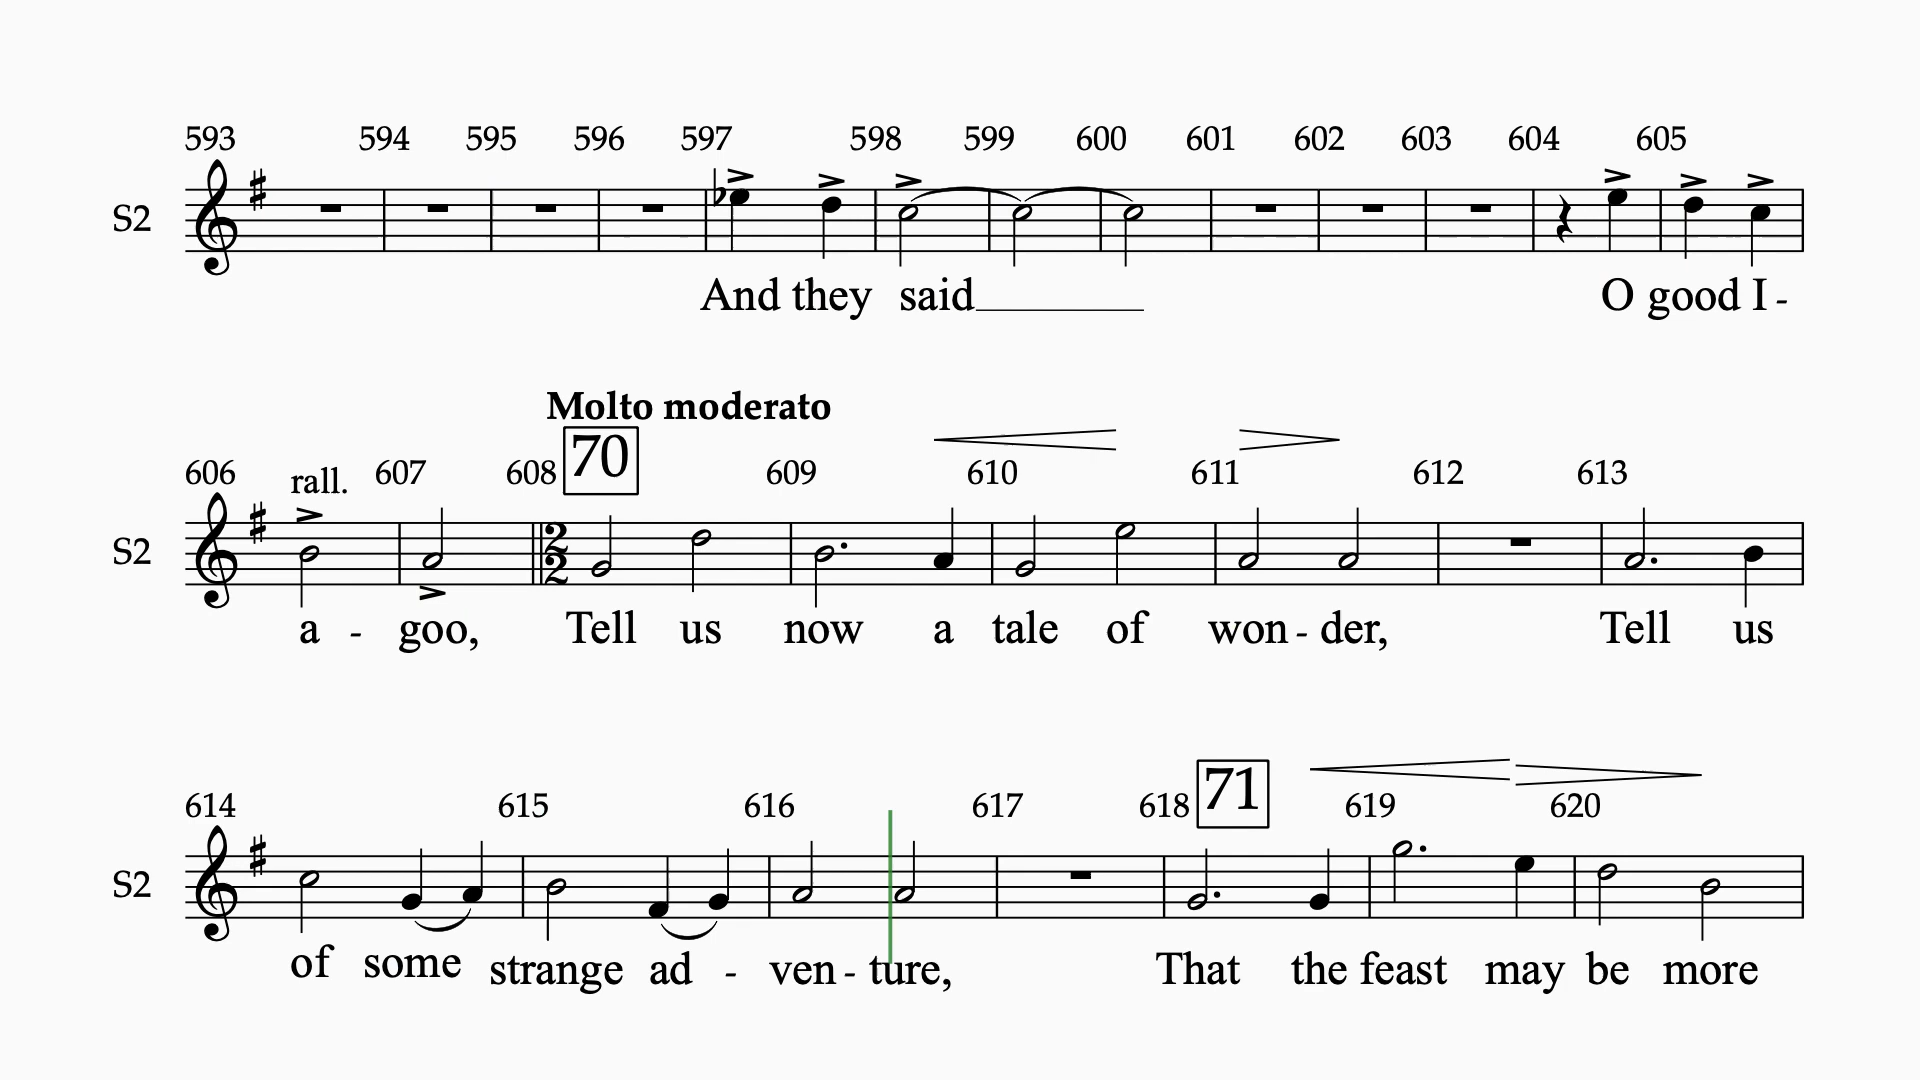 593 594 595 596 597 598 599 600 601 602 603 604 605
S2
And they said O good I -
Molto moderato
70
606 rall. 607 608 609 610 611 612 613
S2
2
2
a - goo, Tell us now a tale of won - der, Tell us
71
614 615 616 617 618 619 620
S2
of some strange ad - ven - ture, That the feast may be more